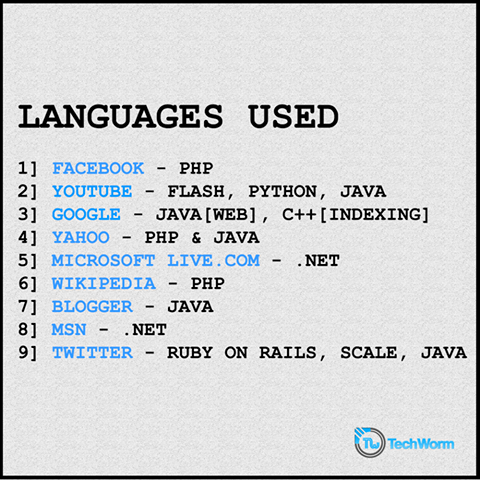 LANGUAGES USED
1] FACEBOOK - PHP
2] YOUTUBE - FLASH, PYTHON, JAVA
3] GOOGLE - JAVA[WEB], C++[INDEXING]
4] YAHOO - PHP & JAVA
5] MICROSOFT LIVE.COM - .NET
6] WIKIPEDIA - PHP
7] BLOGGER - JAVA
8] MSN - .NET
9] TWITTER - RUBY ON RAILS, SCALE, JAVA
TW TechWorm